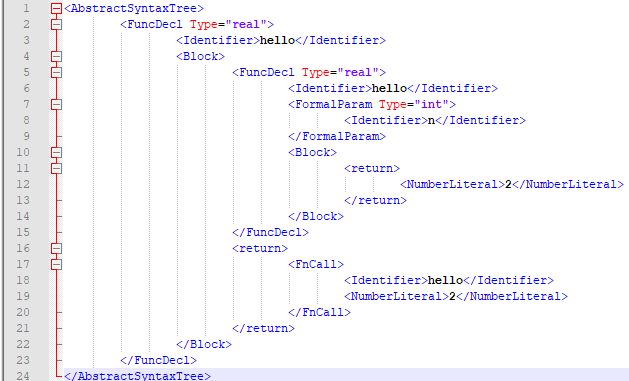 1 <AbstractSyntaxTree>
2 <FuncDecl Type="real">
3 <Identifier>hello</Identifier>
4 <Block>
5 <FuncDecl Type="real">
6 <Identifier>hello</Identifier>
7 <FormalParam Type="int">
8 <Identifier>n</Identifier>
9 </FormalParam>
10 <Block>
11 <return>
12 <NumberLiteral>2</NumberLiteral>
13 </return>
14 </Block>
15 </FuncDecl>
16 <return>
17 <FnCall>
18 <Identifier>hello</Identifier>
19 <NumberLiteral>2</NumberLiteral>
20 </FnCall>
21 </return>
22 </Block>
23 </FuncDecl>
24 </AbstractSyntaxTree>